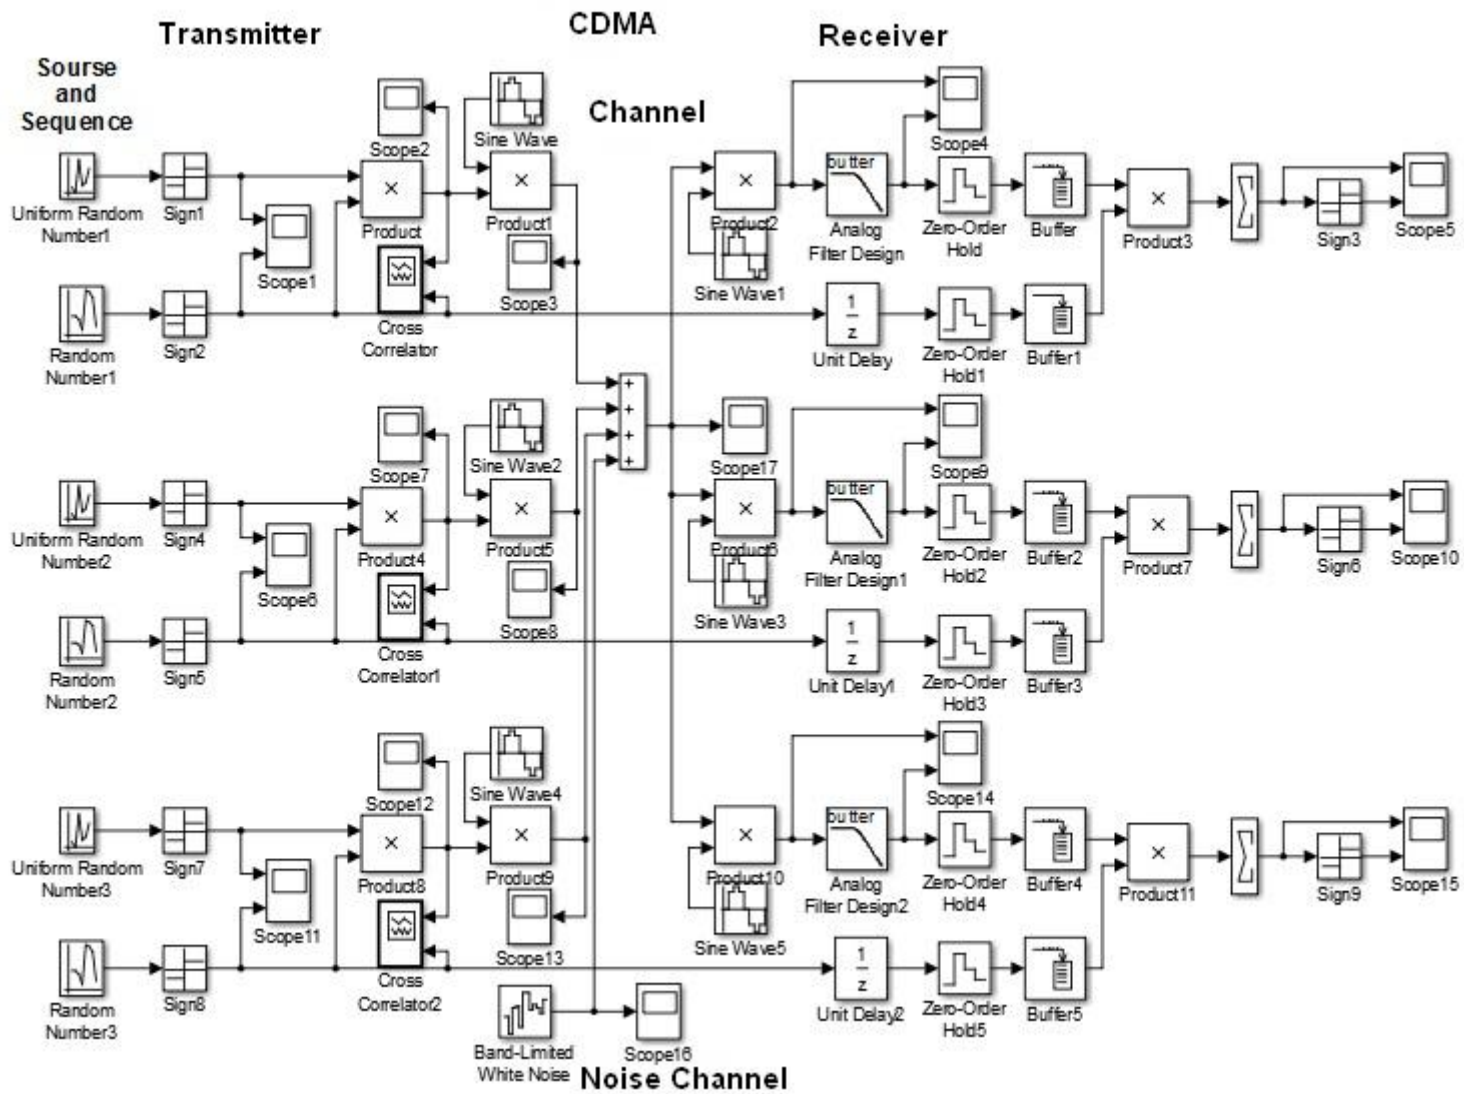 CDMA
Transmitter
Receiver
Sourse
and
Sequence
Channel
Scope2
Sine Wave
Scope4
butter
Uniform Random
Number1
Sign1
Product
Product1
Product2
Analog
Filter Design
Zero-Order
Hold
Buffer
Product3
Sign3
Scope5
Scope1
Scope3
Sine Wave1
Random
Number1
Sign2
Cross
Correlator
1
z
Unit Delay
Zero-Order
Hold1
Buffer1
+
+
+
+
Scope7
Sine Wave2
Scope17
Scope9
butter
Uniform Random
Number2
Sign4
Product4
Product5
Product6
Analog
Filter Design1
Zero-Order
Hold2
Buffer2
Product7
Sign6
Scope10
Scope6
Scope8
Sine Wave3
Random
Number2
Sign5
Cross
Correlator1
1
z
Unit Delay1
Zero-Order
Hold3
Buffer3
Scope12
Sine Wave4
Scope14
butter
Uniform Random
Number3
Sign7
Product8
Product9
Product10
Analog
Filter Design2
Zero-Order
Hold4
Buffer4
Product11
Sign9
Scope15
Scope11
Scope13
Sine Wave5
Random
Number3
Sign8
Cross
Correlator2
1
z
Unit Delay2
Zero-Order
Hold5
Buffer5
Band-Limited
White Noise
Scope16
Noise Channel